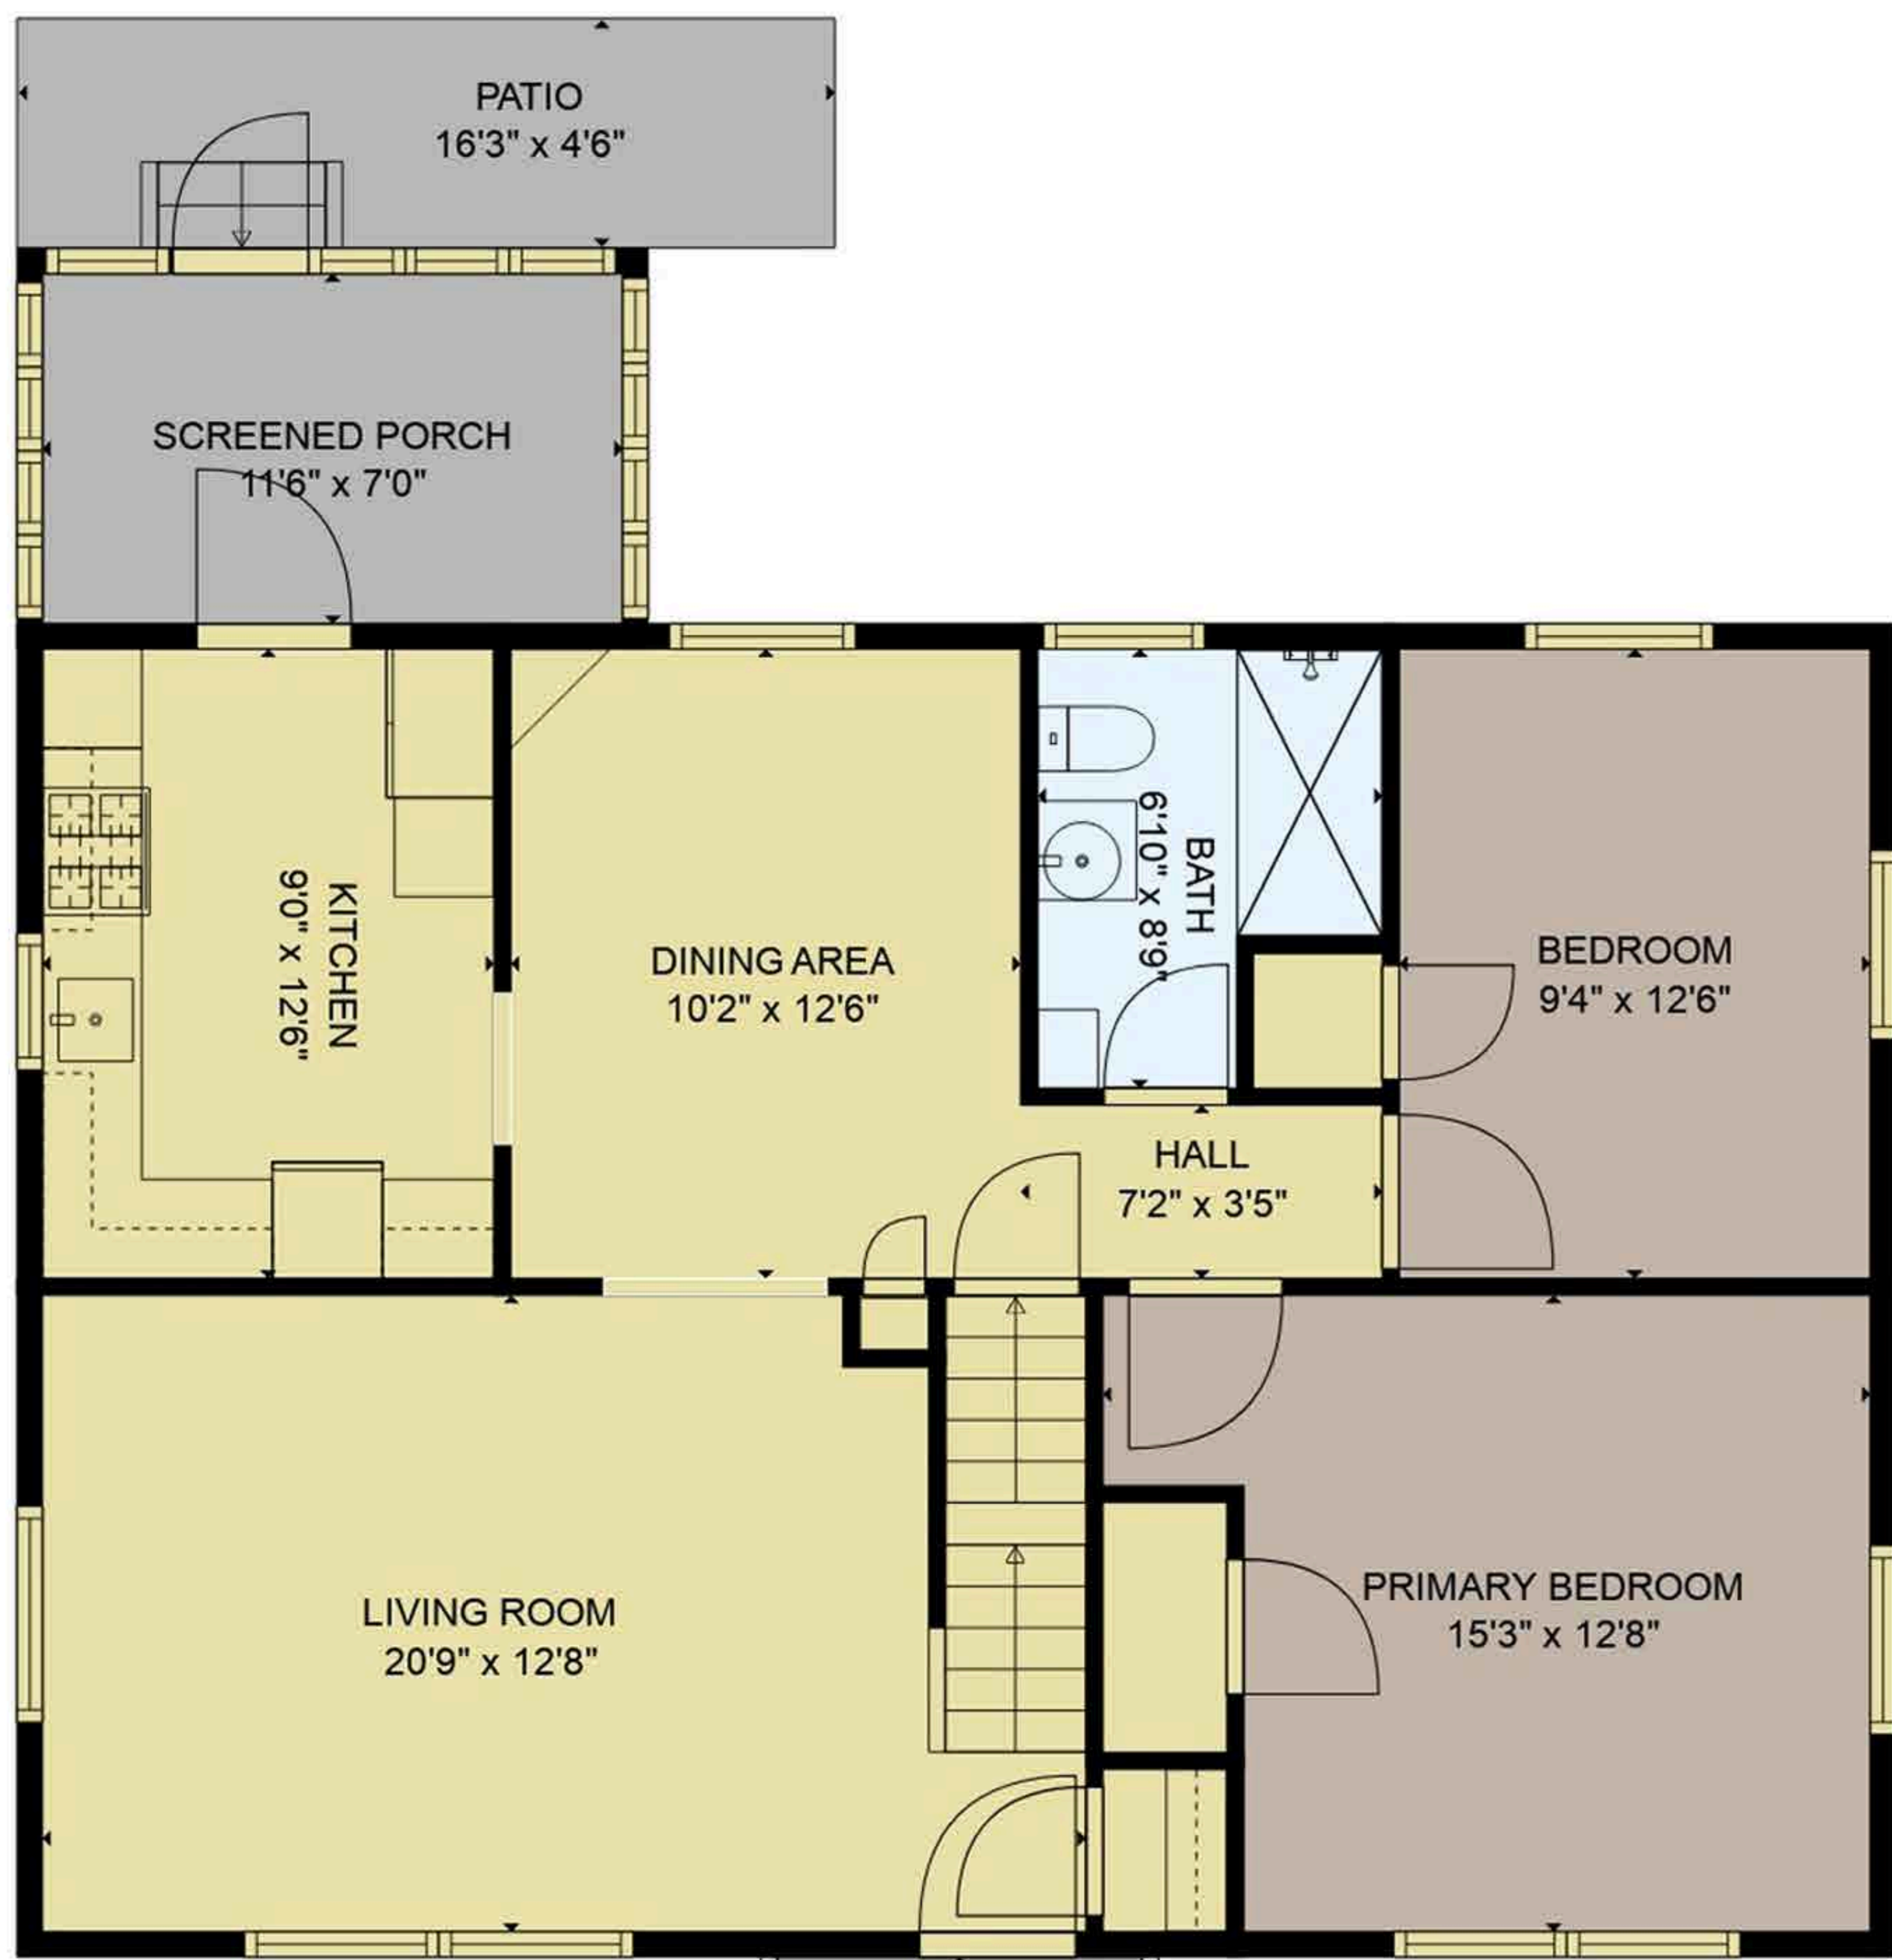 PATIO
16'3" x 4'6"
SCREENED PORCH
11'6" x 7'0"
KITCHEN
9'0" x 12'6"
DINING AREA
10'2" x 12'6"
BATH
6'10" x 8'9"
BEDROOM
9'4" x 12'6"
HALL
7'2" x 3'5"
LIVING ROOM
20'9" x 12'8"
PRIMARY BEDROOM
15'3" x 12'8"